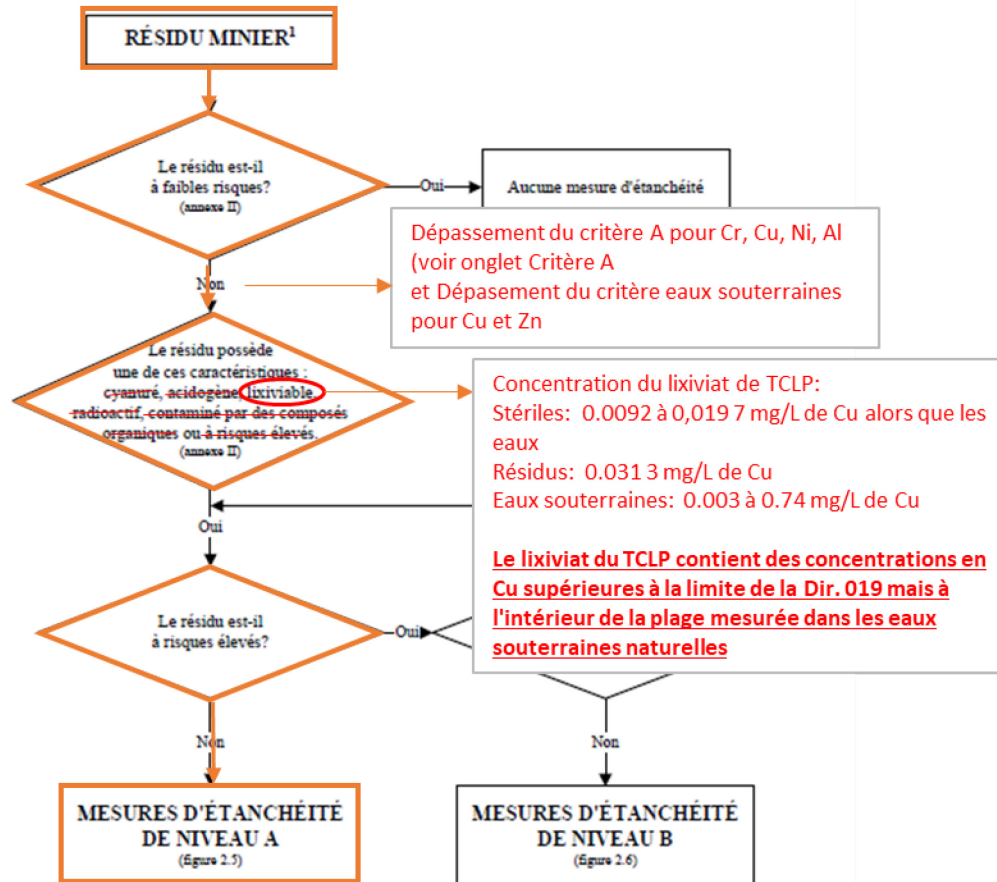 RÉSIDU MINIER¹
Le résidu est-il
à faibles risques?
(annexe II)
Oui
Aucune mesure d'étanchéité
Non
Dépassement du critère A pour Cr, Cu, Ni, Al
(voir onglet Critère A
et Dépasement du critère eaux souterraines
pour Cu et Zn
Le résidu possède
une de ces caractéristiques :
cyanuré, acidogène, lixiviable,
radioactif, contaminé par des composés
organiques ou à risques élevés.
(annexe II)
Concentration du lixiviat de TCLP:
Stériles: 0.0092 à 0,019 7 mg/L de Cu alors que les
eaux
Résidus: 0.031 3 mg/L de Cu
Eaux souterraines: 0.003 à 0.74 mg/L de Cu
Le lixiviat du TCLP contient des concentrations en
Cu supérieures à la limite de la Dir. 019 mais à
l'intérieur de la plage mesurée dans les eaux
souterraines naturelles
Oui
Le résidu est-il
à risques élevés?
Oui
Non
Non
MESURES D'ÉTANCHÉITÉ
DE NIVEAU A
(figure 2.5)
MESURES D'ÉTANCHÉITÉ
DE NIVEAU B
(figure 2.6)